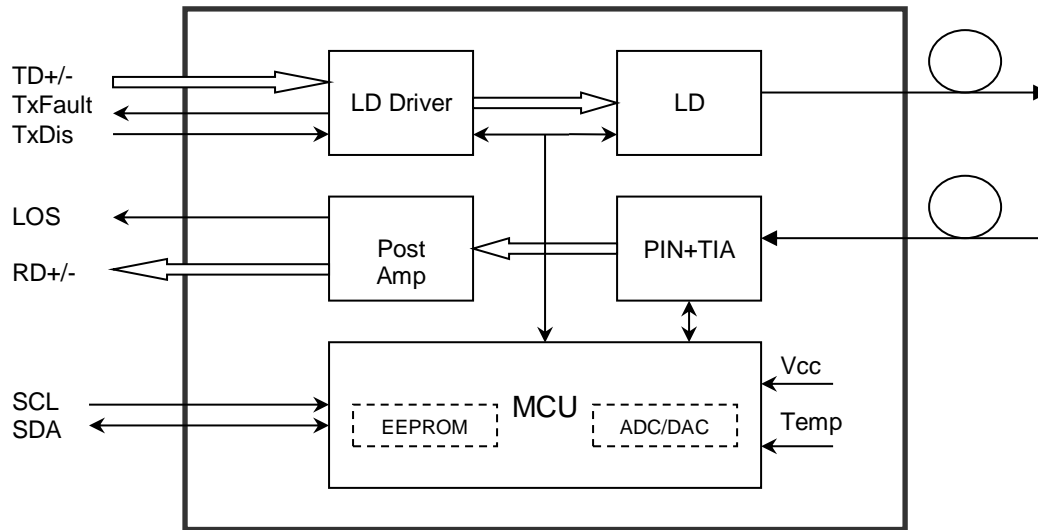 TD+/-
TxFault
TxDis
LD Driver
LD
LOS
RD+/-
Post
Amp
PIN+TIA
SCL
SDA
MCU
EEPROM
ADC/DAC
Vcc
Temp